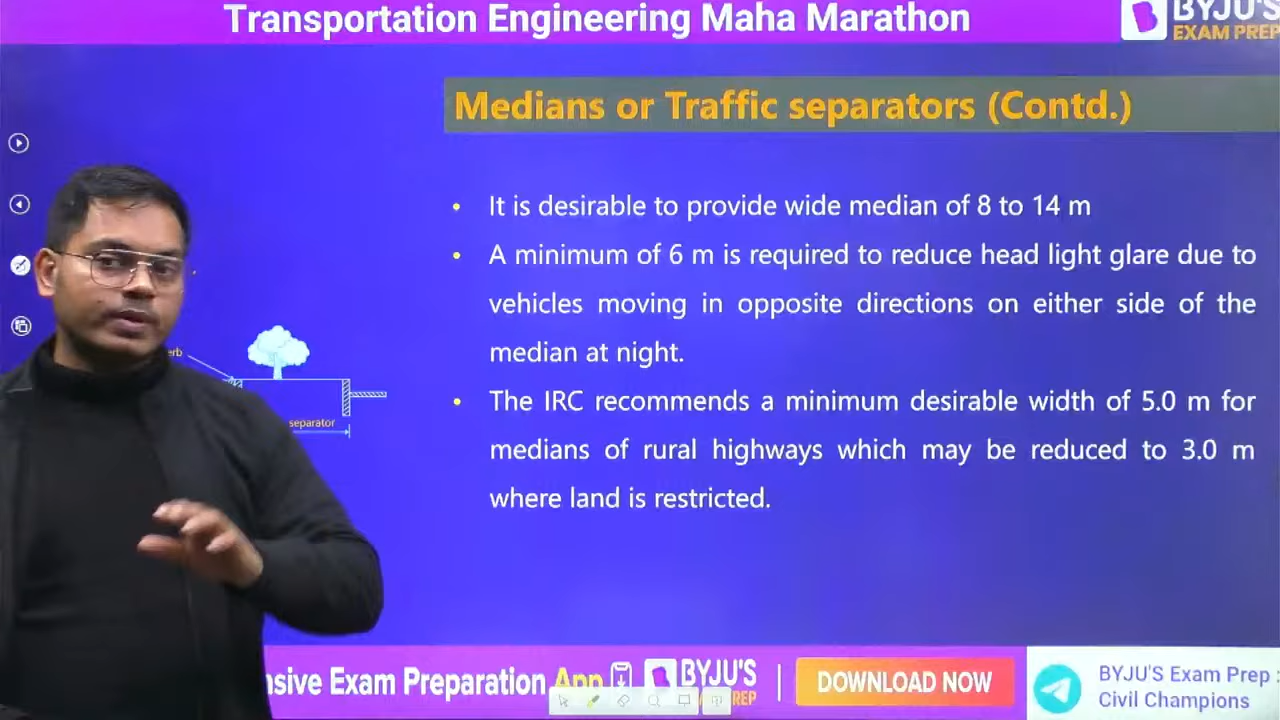 Transportation Engineering Maha Marathon
BYJU'S
EXAM PREP
Medians or Traffic separators (Contd.)
• It is desirable to provide wide median of 8 to 14 m
• A minimum of 6 m is required to reduce head light glare due to
vehicles moving in opposite directions on either side of the
median at night.
• The IRC recommends a minimum desirable width of 5.0 m for
medians of rural highways which may be reduced to 3.0 m
where land is restricted.
erb
separator
nsive Exam Preparation App
BYJU'S
PREP
DOWNLOAD NOW
BYJU'S Exam Prep :
Civil Champions